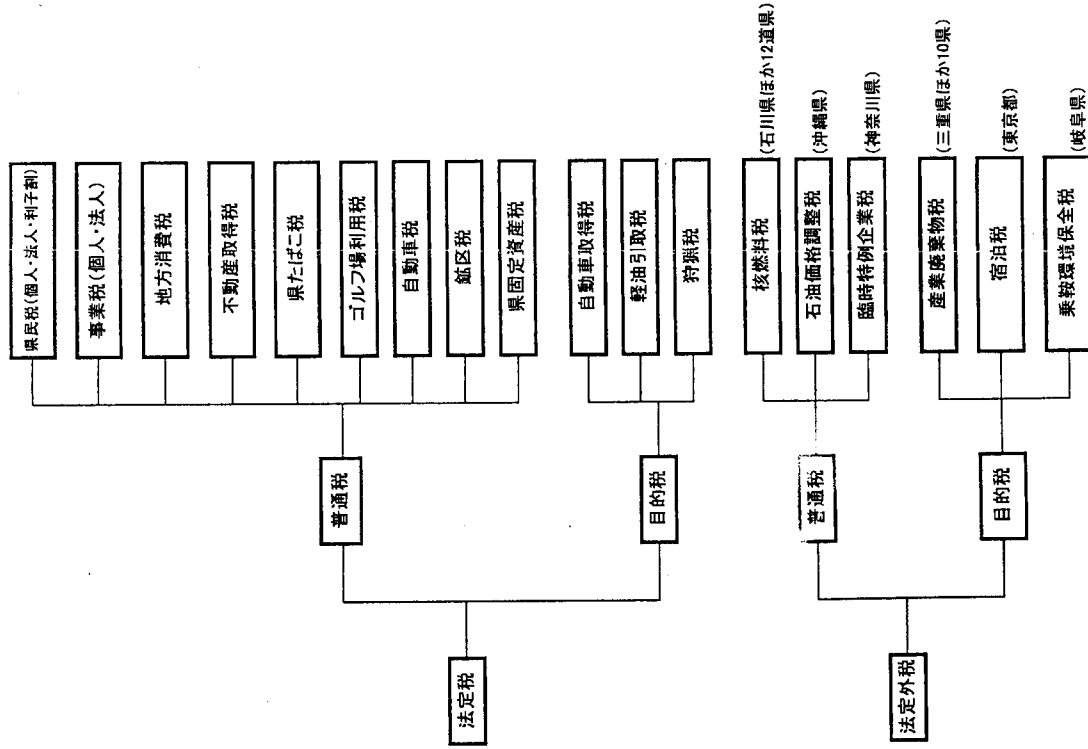 法定税
普通税
県民税(個人・法人・利子割)
事業税(個人・法人)
地方消費税
不動産取得税
県たばこ税
ゴルフ場利用税
自動車税
鉱区税
県固定資産税
目的税
自動車取得税
軽油引取税
狩猟税
法定外税
普通税
核燃料税
(石川県ほか12道県)
石油価格調整税
(沖縄県)
臨時特例企業税
(神奈川県)
目的税
産業廃棄物税
(三重県ほか10県)
宿泊税
(東京都)
乗鞍環境保全税
(岐阜県)